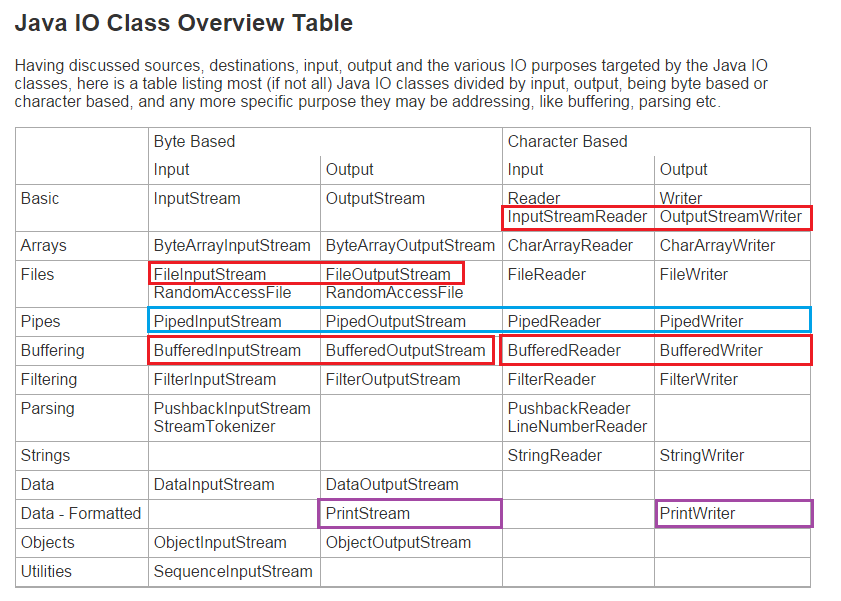 Java IO Class Overview Table
Having discussed sources, destinations, input, output and the various IO purposes targeted by the Java IO
classes, here is a table listing most (if not all) Java IO classes divided by input, output, being byte based or
character based, and any more specific purpose they may be addressing, like buffering, parsing etc.
Byte Based Character Based
Input Output Input Output
Basic InputStream OutputStream Reader Writer
InputStreamReader OutputStreamWriter
Arrays ByteArrayInputStream ByteArrayOutputStream CharArrayReader CharArrayWriter
Files FileInputStream FileOutputStream FileReader FileWriter
RandomAccessFile RandomAccessFile
Pipes PipedInputStream PipedOutputStream PipedReader PipedWriter
Buffering BufferedInputStream BufferedOutputStream BufferedReader BufferedWriter
Filtering FilterInputStream FilterOutputStream FilterReader FilterWriter
Parsing PushbackInputStream PushbackReader
StreamTokenizer LineNumberReader
Strings StringReader StringWriter
Data DataInputStream DataOutputStream
Data - Formatted PrintStream PrintWriter
Objects ObjectInputStream ObjectOutputStream
Utilities SequenceInputStream